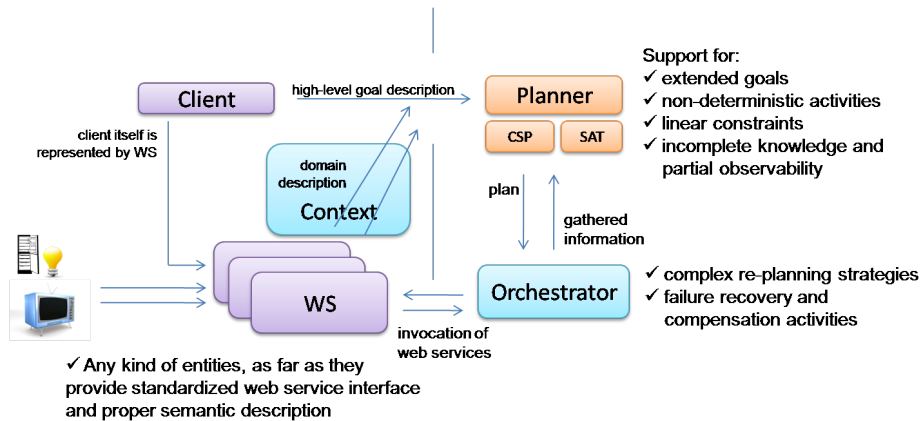 Support for:
✓ extended goals
✓ non-deterministic activities
✓ linear constraints
✓ incomplete knowledge and
partial observability
Client
high-level goal description
Planner
CSP
SAT
client itself is
represented by WS
domain
description
Context
plan
gathered
information
WS
Orchestrator
✓ complex re-planning strategies
✓ failure recovery and
compensation activities
invocation of
web services
✓ Any kind of entities, as far as they
provide standardized web service interface
and proper semantic description